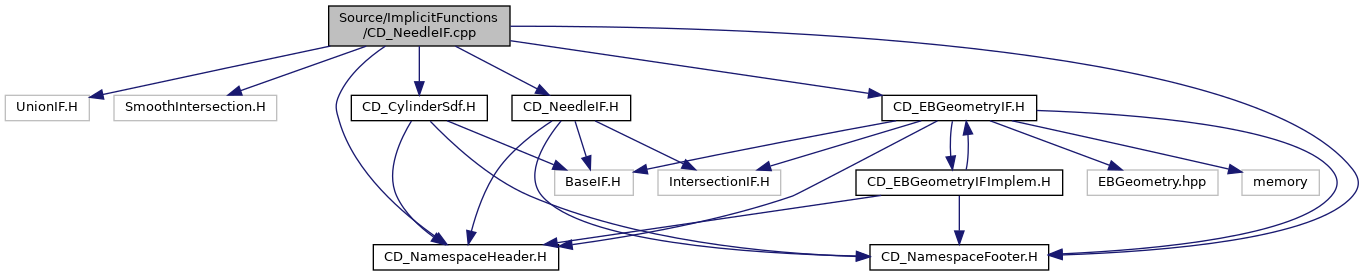 Source/ImplicitFunctions
/CD_NeedleIF.cpp
UnionIF.H
SmoothIntersection.H
CD_CylinderSdf.H
CD_NeedleIF.H
CD_EBGeometryIF.H
BaseIF.H
IntersectionIF.H
CD_EBGeometryIFImplem.H
EBGeometry.hpp
memory
CD_NamespaceHeader.H
CD_NamespaceFooter.H